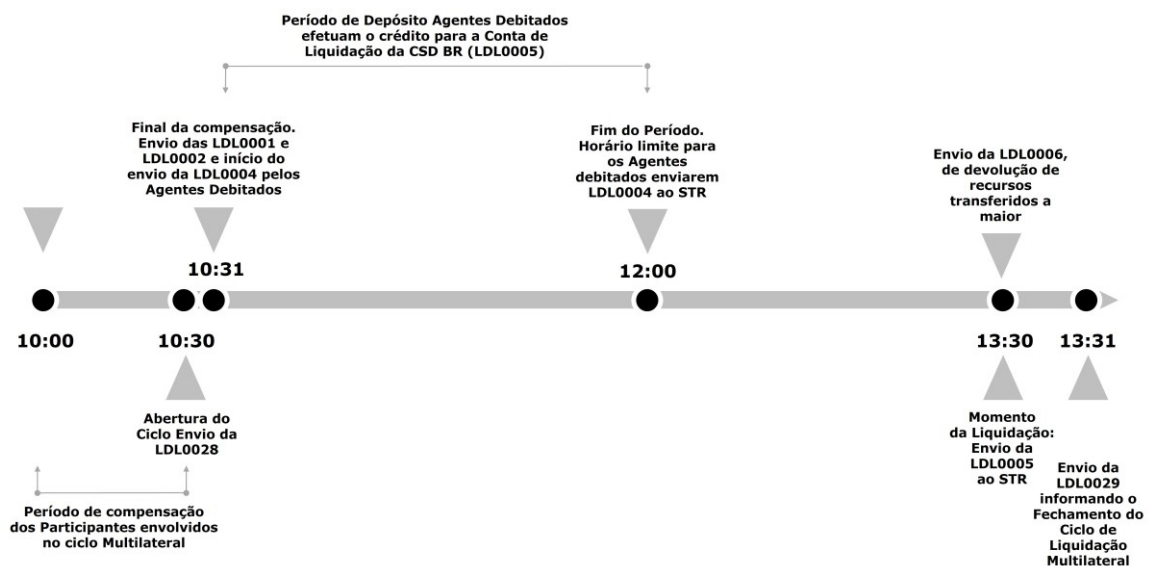 Período de Depósito Agentes Debitados
efetuam o crédito para a Conta de
Liquidação da CSD BR (LDL0005)
Final da compensação.
Envio das LDL0001 e
LDL0002 e início do
envio da LDL0004 pelos
Agentes Debitados
Fim do Período.
Horário limite para
os Agentes
debitados enviarem
LDL0004 ao STR
Envio da LDL0006,
de devolução de
recursos
transferidos a
maior
10:31
12:00
10:00
10:30
13:30
13:31
Abertura do
Ciclo Envio da
LDL0028
Momento
da Liquidação:
Envio da
LDL0005
ao STR
Envio da
LDL0029
informando o
Fechamento do
Ciclo de
Liquidação
Multilateral
Período de compensação
dos Participantes envolvidos
no ciclo Multilateral